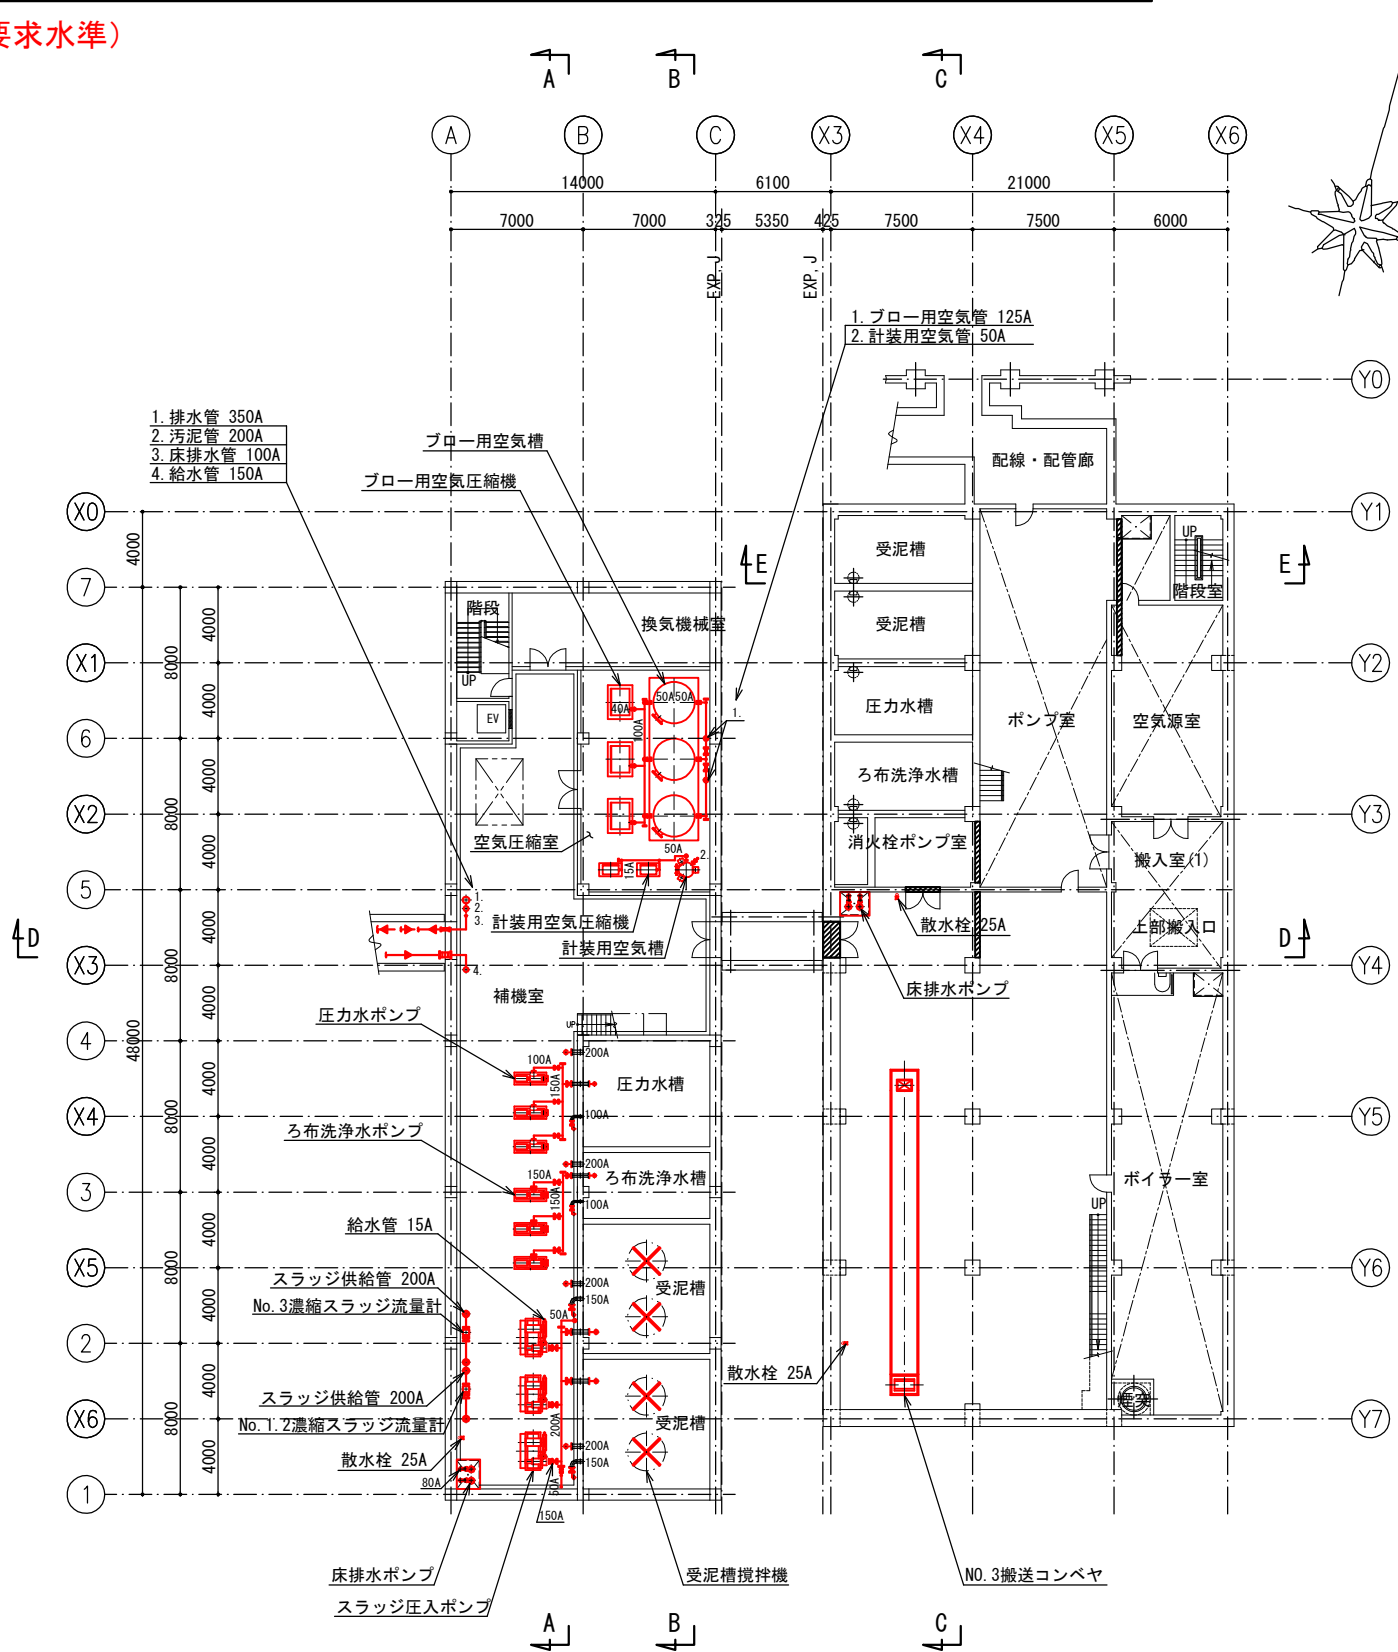 要求水準）
A
B
C
A
B
C
X3
X4
X5
X6
14000
6100
21000
7000
7000
325
5350
425
7500
7500
6000
EXP, J
EXP, J
1. ブロー用空気管 125A
2. 計装用空気管 50A
Y0
1. 排水管 350A
2. 汚泥管 200A
3. 床排水管 100A
4. 給水管 150A
ブロー用空気槽
ブロー用空気圧縮機
配線・配管廊
X0
Y1
4000
受泥槽
UP
E
E
7
階段室
階段
換気機械室
受泥槽
4000
X1
8000
Y2
UP
50A
50A
40A
100A
1.
圧力水槽
ポンプ室
空気源室
4000
EV
6
ろ布洗浄水槽
4000
X2
8000
Y3
空気圧縮室
消火栓ポンプ室
搬入室(1)
50A
2.
15A
4000
5
1.
2.
3.
計装用空気圧縮機
計装用空気槽
散水栓 25A
上部搬入口
D
D
4000
X3
8000
4.
Y4
補機室
床排水ポンプ
圧力水ポンプ
UP
4
48000
4000
200A
100A
150A
圧力水槽
4000
X4
8000
100A
Y5
ろ布洗浄水ポンプ
4000
200A
150A
150A
ろ布洗浄水槽
ボイラー室
3
100A
UP
給水管 15A
4000
X5
8000
Y6
スラッジ供給管 200A
200A
受泥槽
No.3濃縮スラッジ流量計
150A
50A
4000
2
散水栓 25A
4000
スラッジ供給管 200A
煙突
No.1.2濃縮スラッジ流量計
200A
受泥槽
X6
8000
Y7
散水栓 25A
200A
150A
4000
80A
50A
1
150A
床排水ポンプ
受泥槽撹拌機
NO.3搬送コンベヤ
スラッジ圧入ポンプ
A
B
C